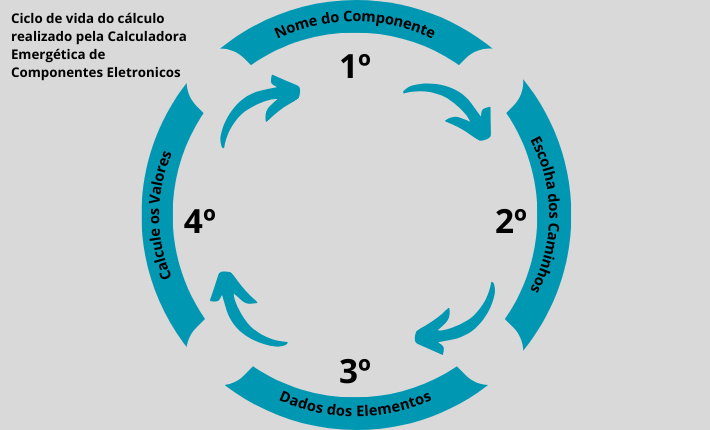 Ciclo de vida do cálculo
realizado pela Calculadora
Emergética de
Componentes Eletronicos
Nome do Componente
1º
Escolha dos Caminhos
2º
Dados dos Elementos
3º
Calcule os Valores
4º